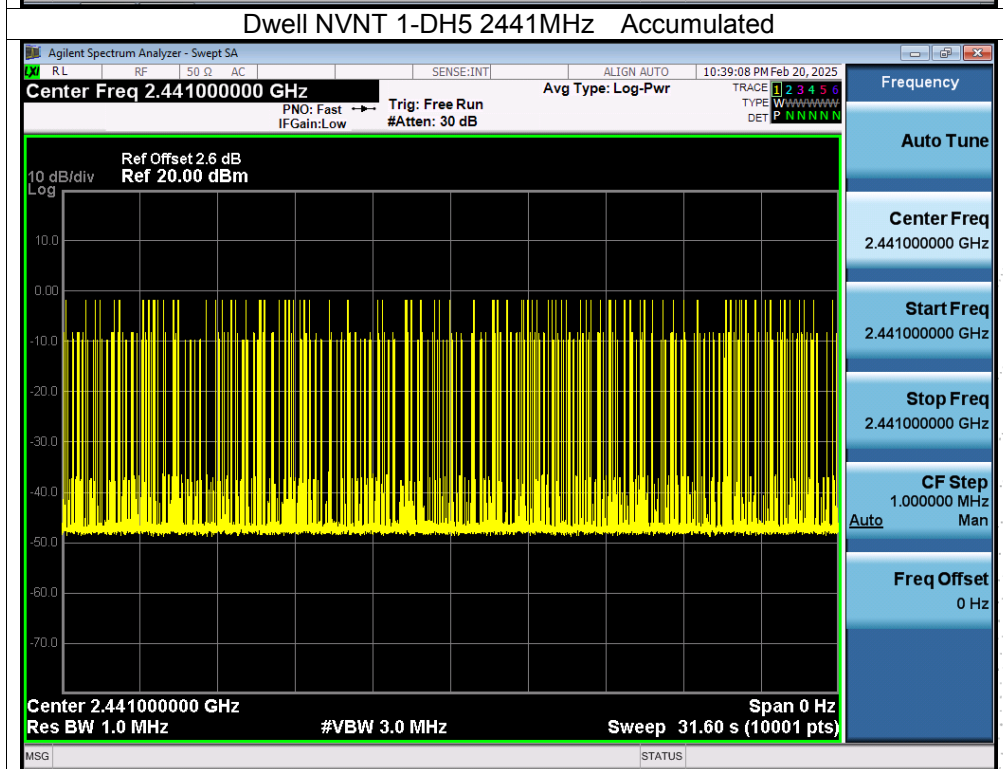 Dwell NVNT 1-DH5 2441MHz Accumulated
Agilent Spectrum Analyzer - Swept SA
LXI RL RF 50 Ω AC SENSE:INT ALIGN AUTO 10:39:08 PM Feb 20, 2025
Center Freq 2.441000000 GHz
PNO: Fast
IFGain:Low
Trig: Free Run
#Atten: 30 dB
Avg Type: Log-Pwr
TRACE 1 2 3 4 5 6
TYPE WWWWWW
DET P N N N N N
Ref Offset 2.6 dB
10 dB/div Ref 20.00 dBm
Log
10.0
0.00
-10.0
-20.0
-30.0
-40.0
-50.0
-60.0
-70.0
Center 2.441000000 GHz Span 0 Hz
Res BW 1.0 MHz #VBW 3.0 MHz Sweep 31.60 s (10001 pts)
MSG STATUS
Frequency
Auto Tune
Center Freq
2.441000000 GHz
Start Freq
2.441000000 GHz
Stop Freq
2.441000000 GHz
CF Step
1.000000 MHz
Auto Man
Freq Offset
0 Hz